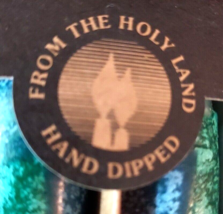 FROM THE HOLY LAND
HAND DIPPED